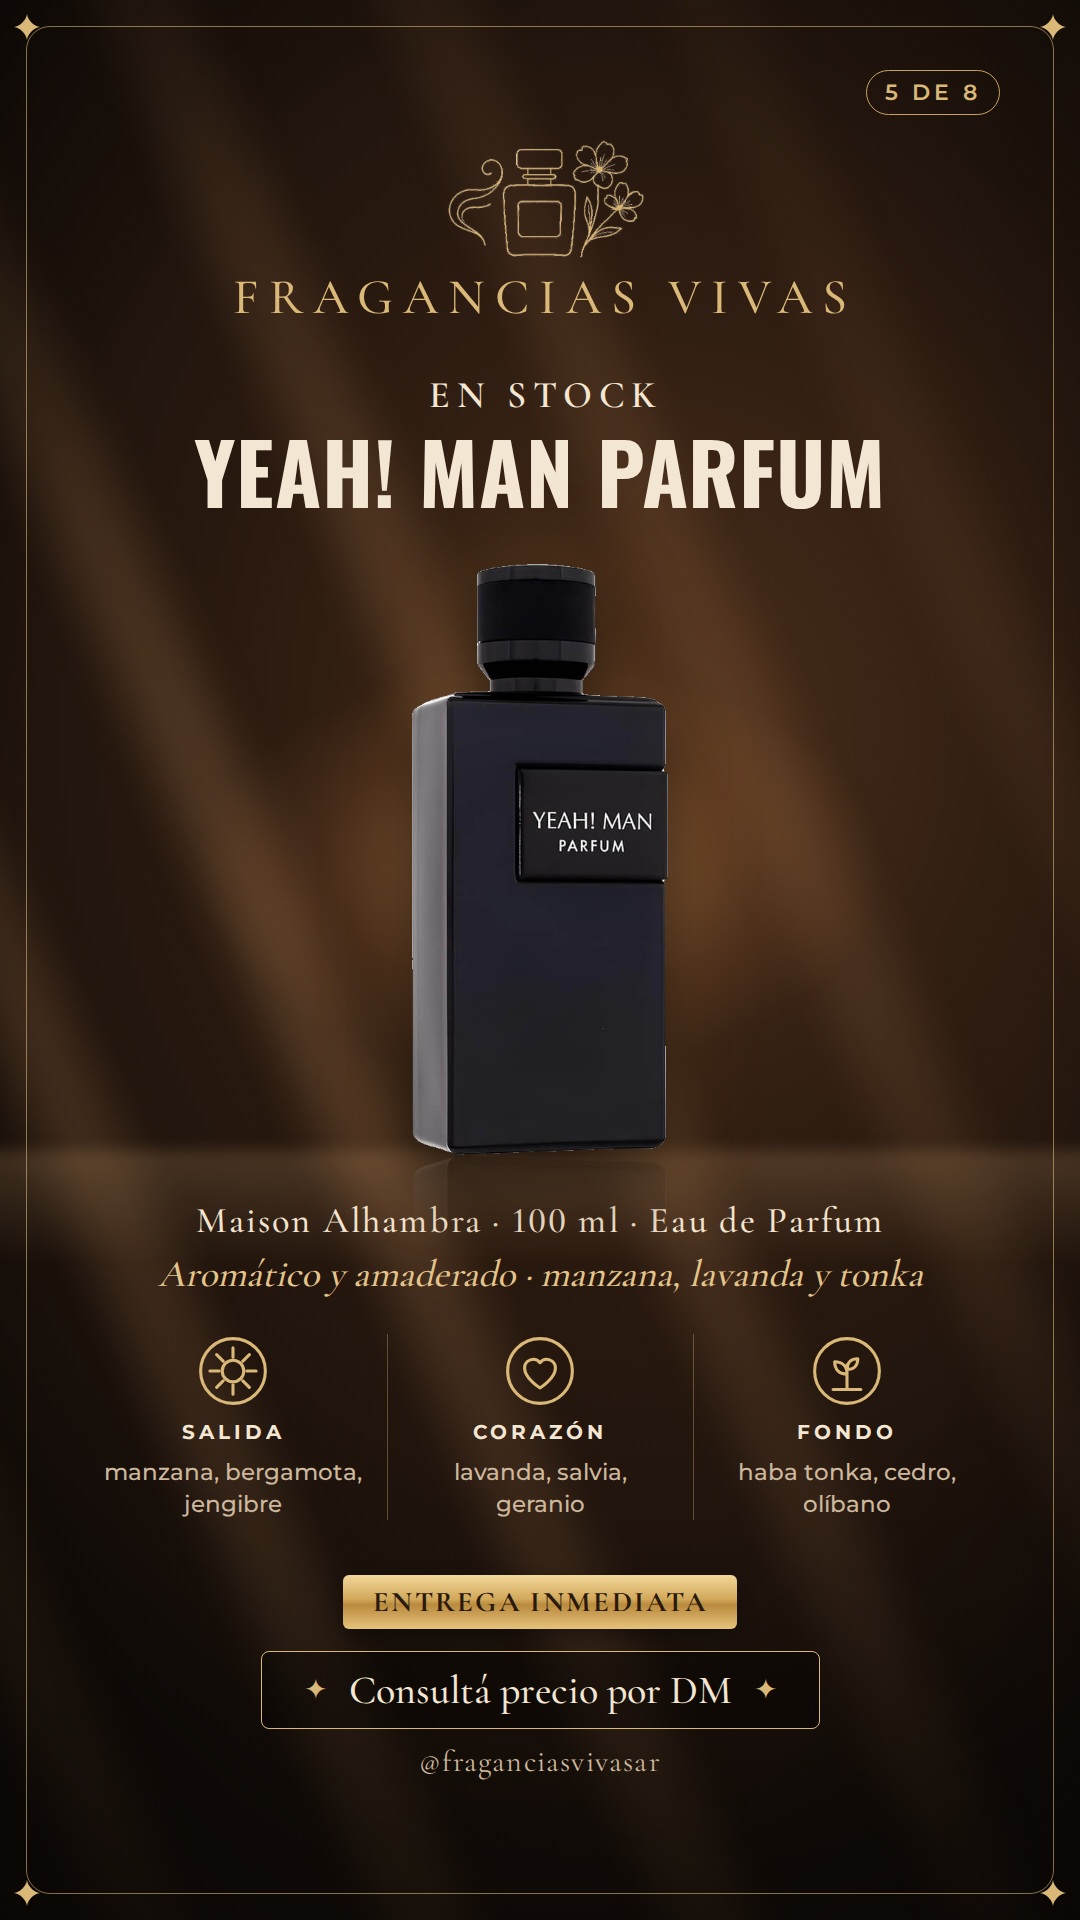 5 DE 8
FRAGANCIAS VIVAS
EN STOCK
YEAH! MAN PARFUM
YEAH! MAN
PARFUM
Maison Alhambra · 100 ml · Eau de Parfum
Aromático y amaderado · manzana, lavanda y tonka
SALIDA
manzana, bergamota,
jengibre
CORAZÓN
lavanda, salvia,
geranio
FONDO
haba tonka, cedro,
olíbano
ENTREGA INMEDIATA
Consultá precio por DM
@fraganciasvivasar